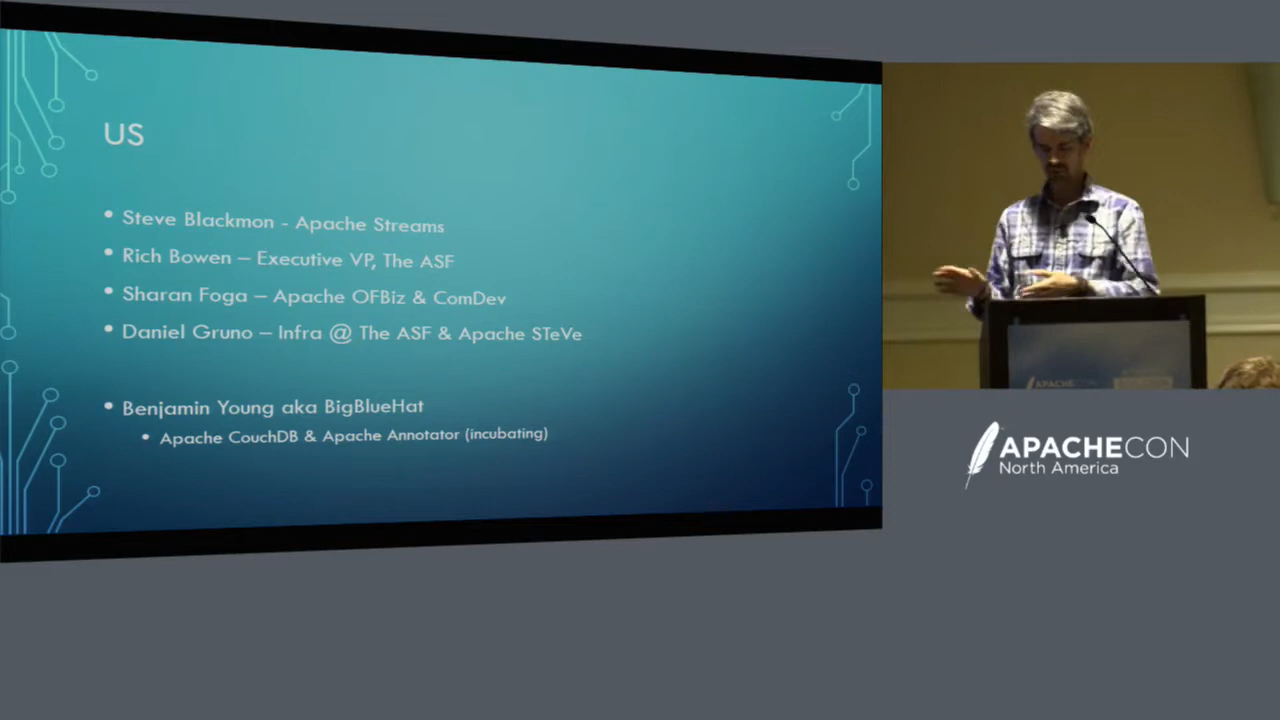 US
• Steve Blackmon - Apache Streams
• Rich Bowen – Executive VP, The ASF
• Sharan Foga – Apache OFBiz & ComDev
• Daniel Gruno – Infra @ The ASF & Apache STeVe
• Benjamin Young aka BigBlueHat
• Apache CouchDB & Apache Annotator (incubating)
APACHECON
North America
APACHECON